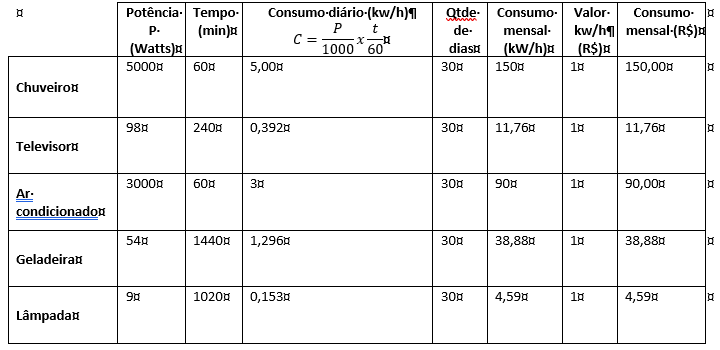 Potência P (Watts) Tempo (min) Consumo diário (kw/h) C = P/1000 x t/60 Qtde de dias Consumo mensal (kW/h) Valor kw/h (R$) Consumo mensal (R$)
Chuveiro 5000 60 5,00 30 150 1 150,00
Televisor 98 240 0,392 30 11,76 1 11,76
Ar condicionado 3000 60 3 30 90 1 90,00
Geladeira 54 1440 1,296 30 38,88 1 38,88
Lâmpada 9 1020 0,153 30 4,59 1 4,59